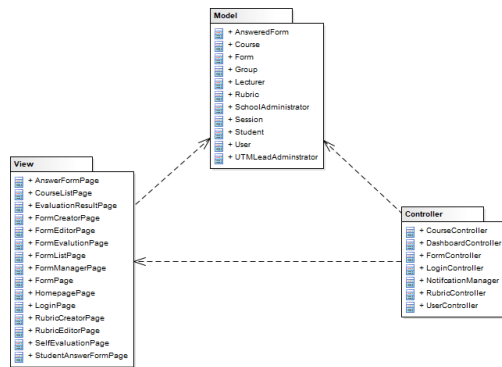 Model
+ AnsweredForm
+ Course
+ Form
+ Group
+ Lecturer
+ Rubric
+ SchoolAdministrator
+ Session
+ Student
+ User
+ UTMLeadAdminstrator
View
+ AnswerFormPage
+ CourseListPage
+ EvaluationResultPage
+ FormCreatorPage
+ FormEditorPage
+ FormEvalutionPage
+ FormListPage
+ FormManagerPage
+ FormPage
+ HomepagePage
+ LoginPage
+ RubricCreatorPage
+ RubricEditorPage
+ SelfEvaluationPage
+ StudentAnswerFormPage
Controller
+ CourseController
+ DashboardController
+ FormController
+ LoginController
+ NotifcationManager
+ RubricController
+ UserController